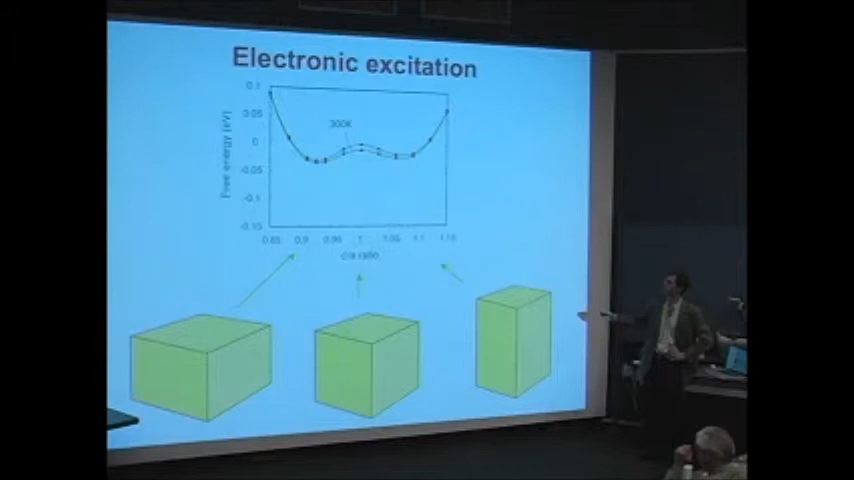 Electronic excitation
0.1
0.05
0
-0.05
-0.1
-0.15
Free energy (eV)
300K
0.85 0.9 0.95 1 1.05 1.1 1.15
c/a ratio